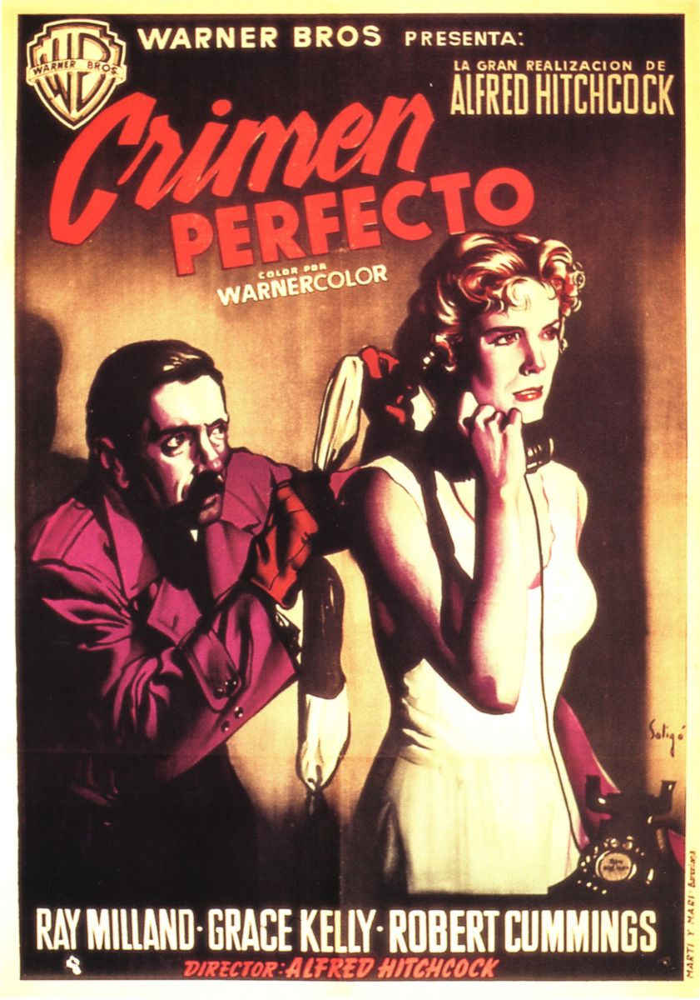 WARNER BROS PRESENTA:
WARNER BROS.
WB
LA GRAN REALIZACION DE
ALFRED HITCHCOCK
Crimen
PERFECTO
COLOR POR
WARNERCOLOR
Soligó
RAY MILLAND · GRACE KELLY · ROBERT CUMMINGS
DIRECTOR: ALFRED HITCHCOCK
MARTI Y MARI